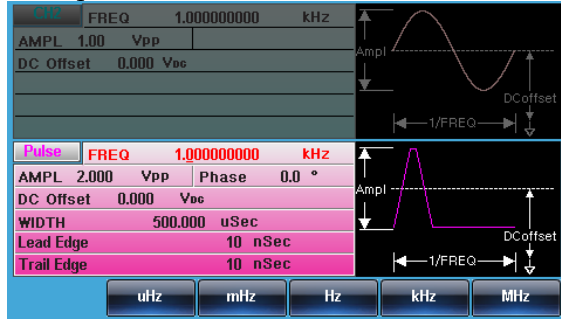 CH2 FREQ 1.000000000 kHz
AMPL 1.00 Vpp
DC Offset 0.000 VDC
Ampl
DCoffset
1/FREQ
Pulse FREQ 1.000000000 kHz
AMPL 2.000 Vpp Phase 0.0 °
DC Offset 0.000 VDC
WIDTH 500.000 uSec
Lead Edge 10 nSec
Trail Edge 10 nSec
Ampl
DCoffset
1/FREQ
uHz mHz Hz kHz MHz